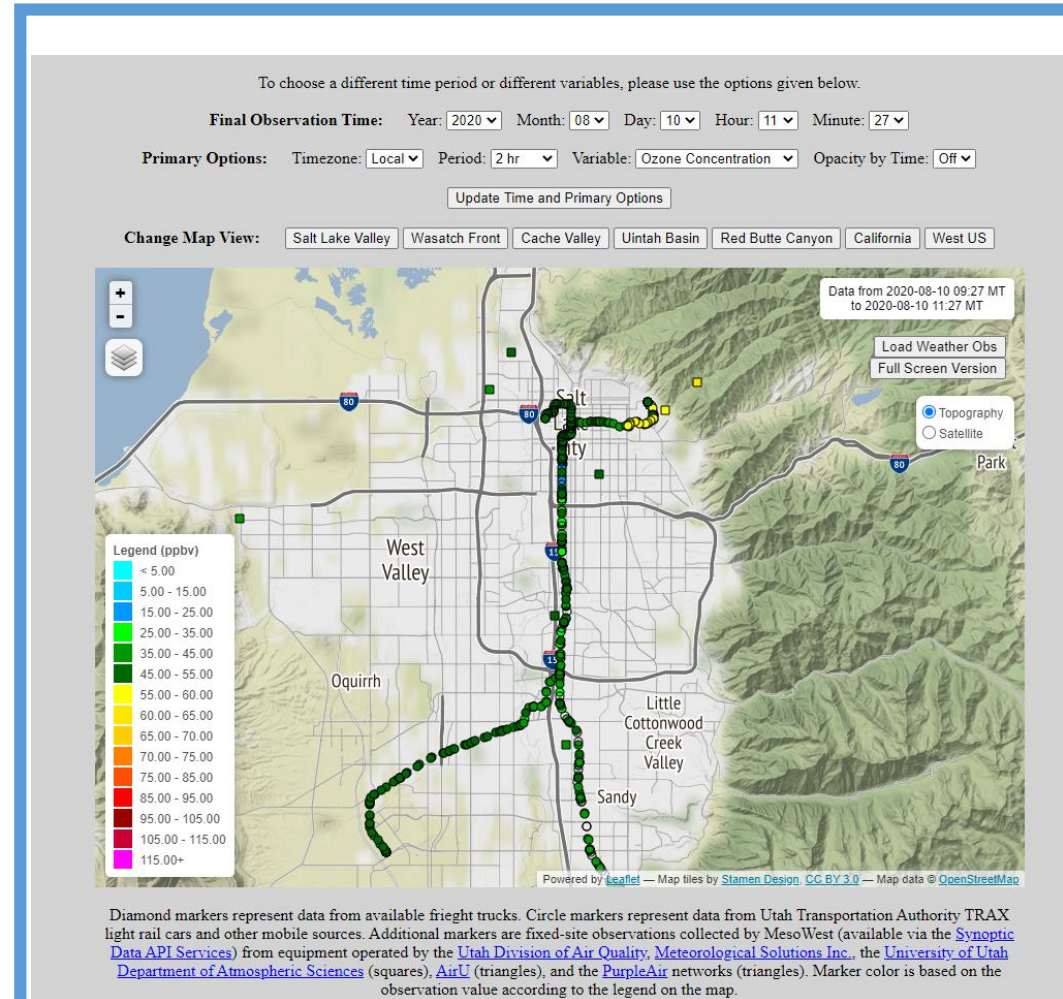 To choose a different time period or different variables, please use the options given below.
Final Observation Time: Year: 2020 Month: 08 Day: 10 Hour: 11 Minute: 27
Primary Options: Timezone: Local Period: 2 hr Variable: Ozone Concentration Opacity by Time: Off
Update Time and Primary Options
Change Map View: Salt Lake Valley Wasatch Front Cache Valley Uintah Basin Red Butte Canyon California West US
+
-
Data from 2020-08-10 09:27 MT
to 2020-08-10 11:27 MT
Load Weather Obs
Full Screen Version
Topography
Satellite
80
80
Salt
Lake
City
80
Park
West
Valley
15
15
Oquirrh
Little
Cottonwood
Creek
Valley
Sandy
Legend (ppbv)
< 5.00
5.00 - 15.00
15.00 - 25.00
25.00 - 35.00
35.00 - 45.00
45.00 - 55.00
55.00 - 60.00
60.00 - 65.00
65.00 - 70.00
70.00 - 75.00
75.00 - 85.00
85.00 - 95.00
95.00 - 105.00
105.00 - 115.00
115.00+
Powered by Leaflet — Map tiles by Stamen Design, CC BY 3.0 — Map data © OpenStreetMap
Diamond markers represent data from available frieght trucks. Circle markers represent data from Utah Transportation Authority TRAX
light rail cars and other mobile sources. Additional markers are fixed-site observations collected by MesoWest (available via the Synoptic
Data API Services) from equipment operated by the Utah Division of Air Quality, Meteorological Solutions Inc., the University of Utah
Department of Atmospheric Sciences (squares), AirU (triangles), and the PurpleAir networks (triangles). Marker color is based on the
observation value according to the legend on the map.